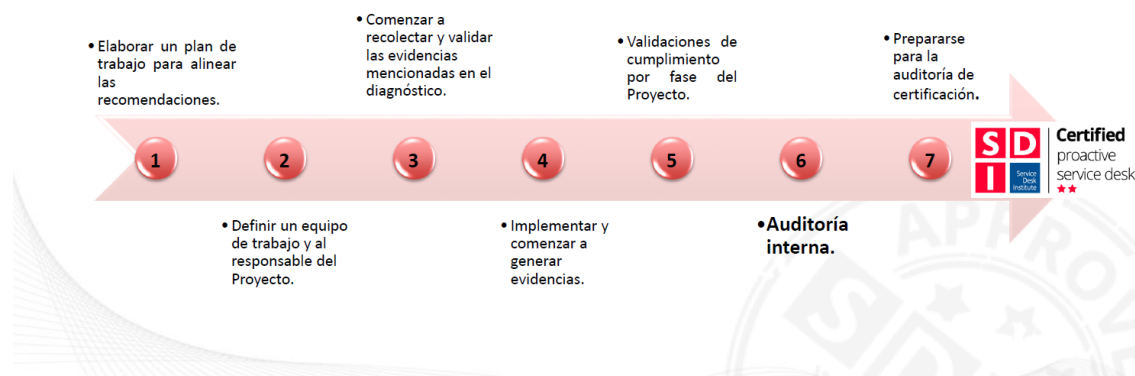 • Elaborar un plan de
trabajo para alinear
las
recomendaciones.
• Comenzar a
recolectar y validar
las evidencias
mencionadas en el
diagnóstico.
• Validaciones de
cumplimiento
por fase del
Proyecto.
• Prepararse
para la
auditoría de
certificación.
1
2
3
4
5
6
7
SD
I
Service
Desk
Institute
Certified
proactive
service desk
• Definir un equipo
de trabajo y al
responsable del
Proyecto.
• Implementar y
comenzar a
generar
evidencias.
•Auditoría
interna.
APPROVE
SD